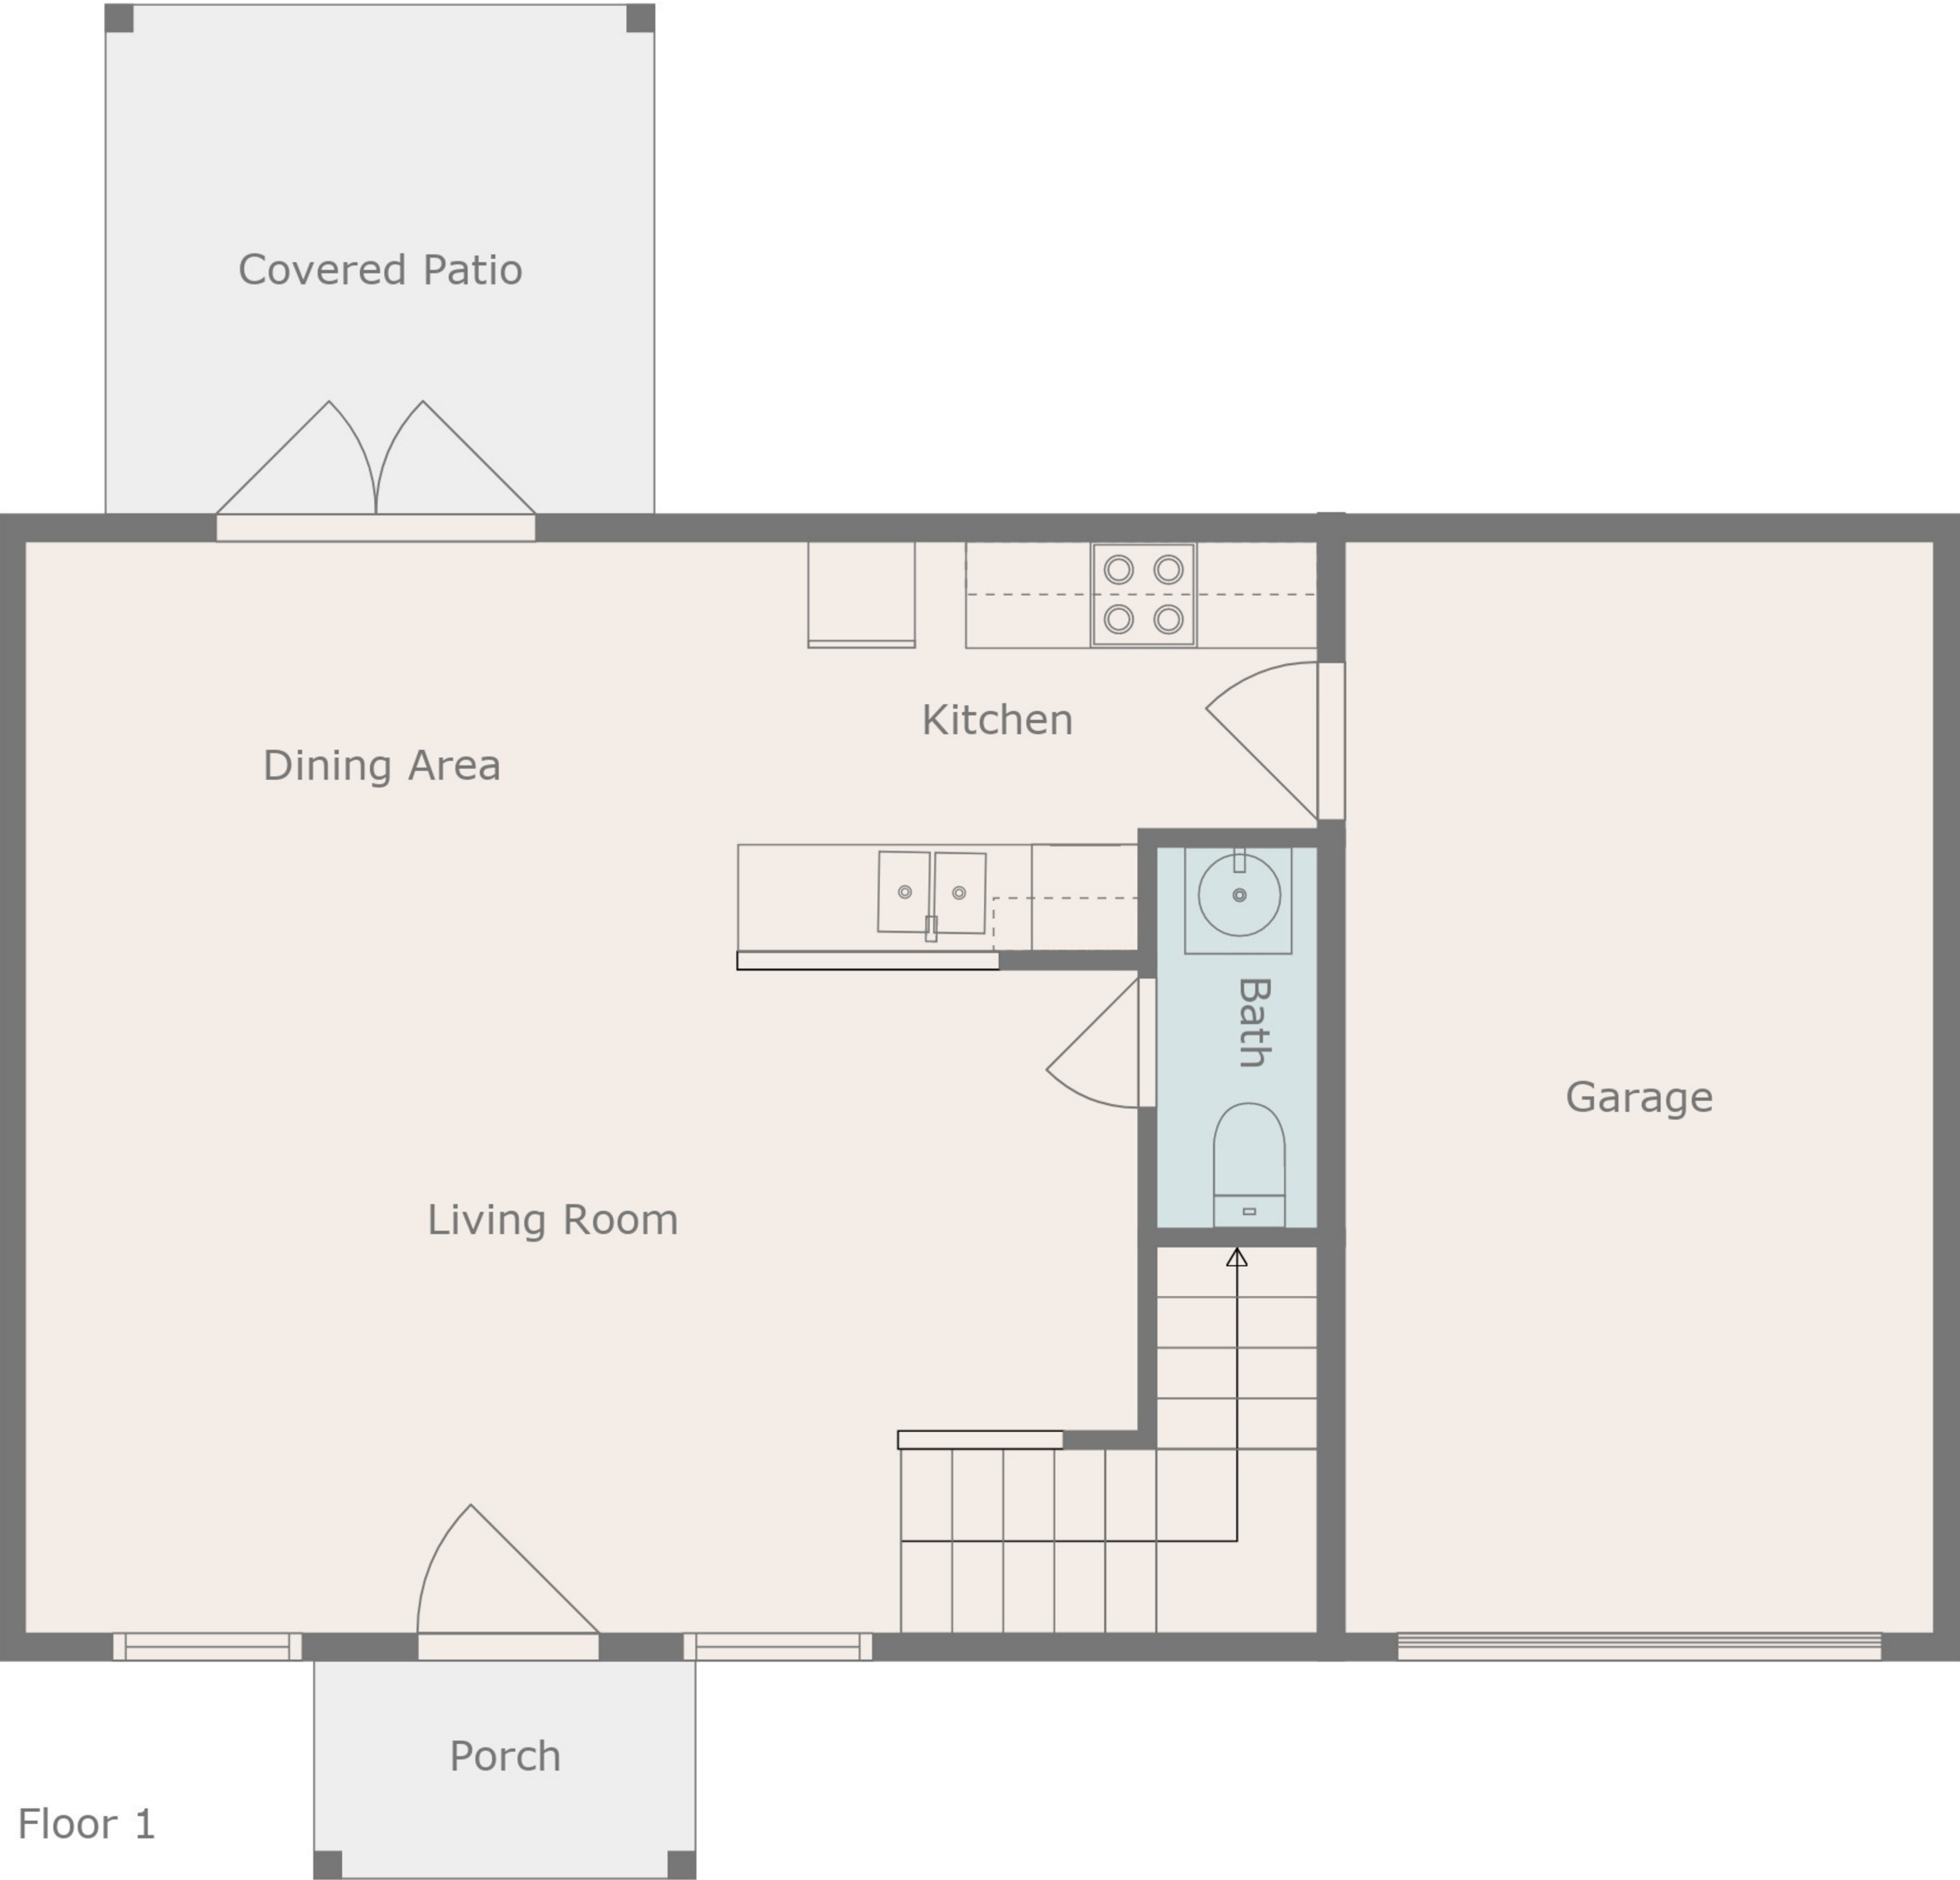 Covered Patio
Kitchen
Dining Area
Bath
Garage
Living Room
Porch
Floor 1